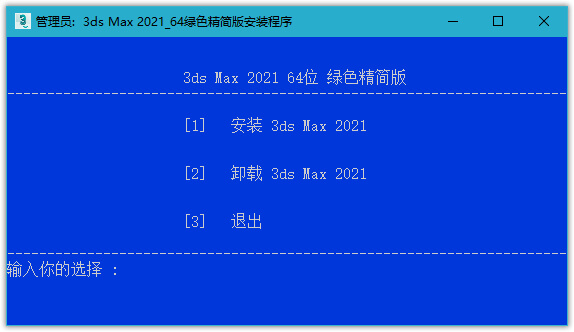 管理员: 3ds Max 2021_64绿色精简版安装程序
3ds Max 2021 64位 绿色精简版
[1] 安装 3ds Max 2021
[2] 卸载 3ds Max 2021
[3] 退出
输入你的选择 :